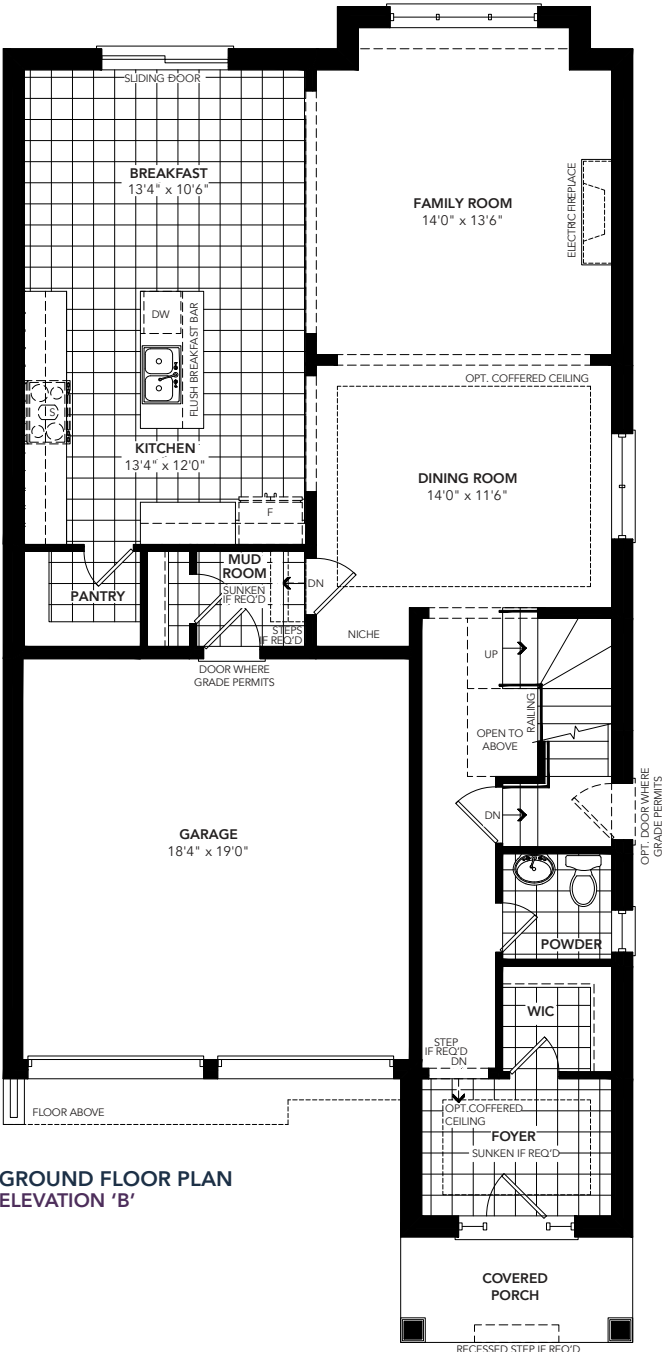 SLIDING DOOR
BREAKFAST
13'4" x 10'6"
FAMILY ROOM
14'0" x 13'6"
ELECTRIC FIREPLACE
DW
FLUSH BREAKFAST BAR
S
KITCHEN
13'4" x 12'0"
F
OPT. COFFERED CEILING
DINING ROOM
14'0" x 11'6"
PANTRY
MUD
ROOM
SUNKEN
IF REQ'D
DN
STEPS
IF REQ'D
NICHE
DOOR WHERE
GRADE PERMITS
UP
RAILING
OPEN TO
ABOVE
DN
OPT. DOOR WHERE
GRADE PERMITS
GARAGE
18'4" x 19'0"
POWDER
WIC
STEP
IF REQ'D
DN
OPT.COFFERED
CEILING
FOYER
SUNKEN IF REQ'D
FLOOR ABOVE
GROUND FLOOR PLAN
ELEVATION 'B'
COVERED
PORCH
RECESSED STEP IF REQ'D